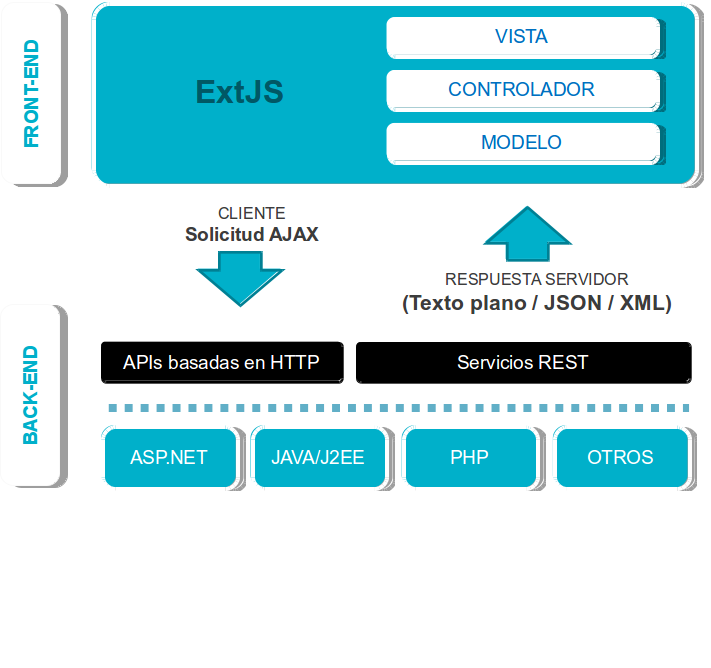 FRONT-END
ExtJS
VISTA
CONTROLADOR
MODELO
CLIENTE
Solicitud AJAX
RESPUESTA SERVIDOR
(Texto plano / JSON / XML)
BACK-END
APIs basadas en HTTP
Servicios REST
ASP.NET
JAVA/J2EE
PHP
OTROS